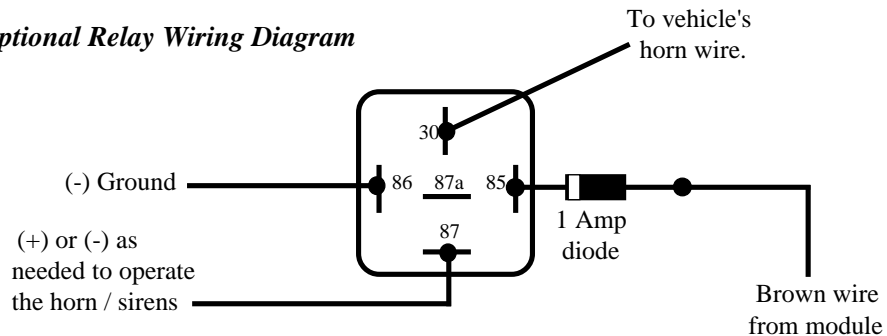 ptional Relay Wiring Diagram
To vehicle's
horn wire.
30
(-) Ground
86
87a
85
87
1 Amp
diode
(+) or (-) as
needed to operate
the horn / sirens
Brown wire
from module